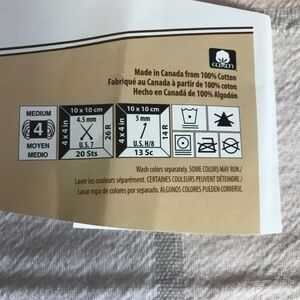 COTTON
Made in Canada from 100% Cotton
Fabriqué au Canada à partir de 100% coton
Hecho en Canadá de 100% Algodón
MEDIUM
4
MOYEN
MEDIO
10 x 10 cm
4 x 4 in
4.5 mm
U.S. 7
26 R
20 Sts
10 x 10 cm
4 x 4 in
5 mm
U.S. H/8
14 R
13 Sc
Wash colors separately. SOME COLORS MAY RUN./
Laver les couleurs séparément. CERTAINES COULEURS PEUVENT DÉTEINDRE./
Lavar ropa de colores por separado. ALGUNOS COLORES PUEDEN CORRERSE.